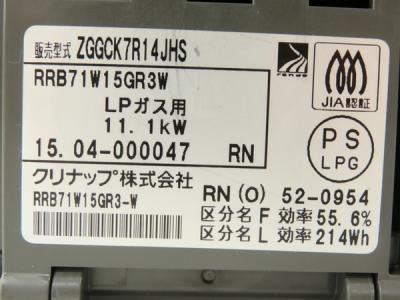 販売型式 ZGGCK7R14JHS
RRB71W15GR3W
LPガス用
11.1kW
15.04-000047 RN
JIA認証
PS
LPG
クリナップ株式会社
RRB71W15GR3-W
RN(O) 52-0954
区分名F 効率55.6%
区分名L 効率214Wh